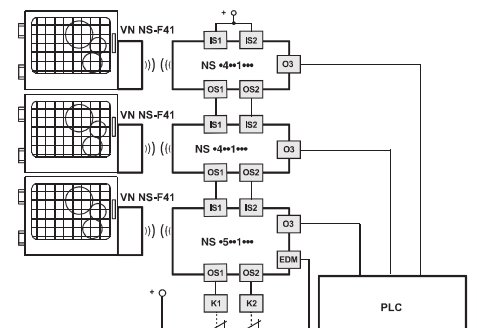 +
VN NS-F41
IS1 IS2
NS •4••1•••
O3
OS1 OS2
VN NS-F41
IS1 IS2
NS •4••1•••
O3
OS1 OS2
VN NS-F41
IS1 IS2
O3
NS •5••1•••
EDM
OS1 OS2
+
K1 K2
PLC